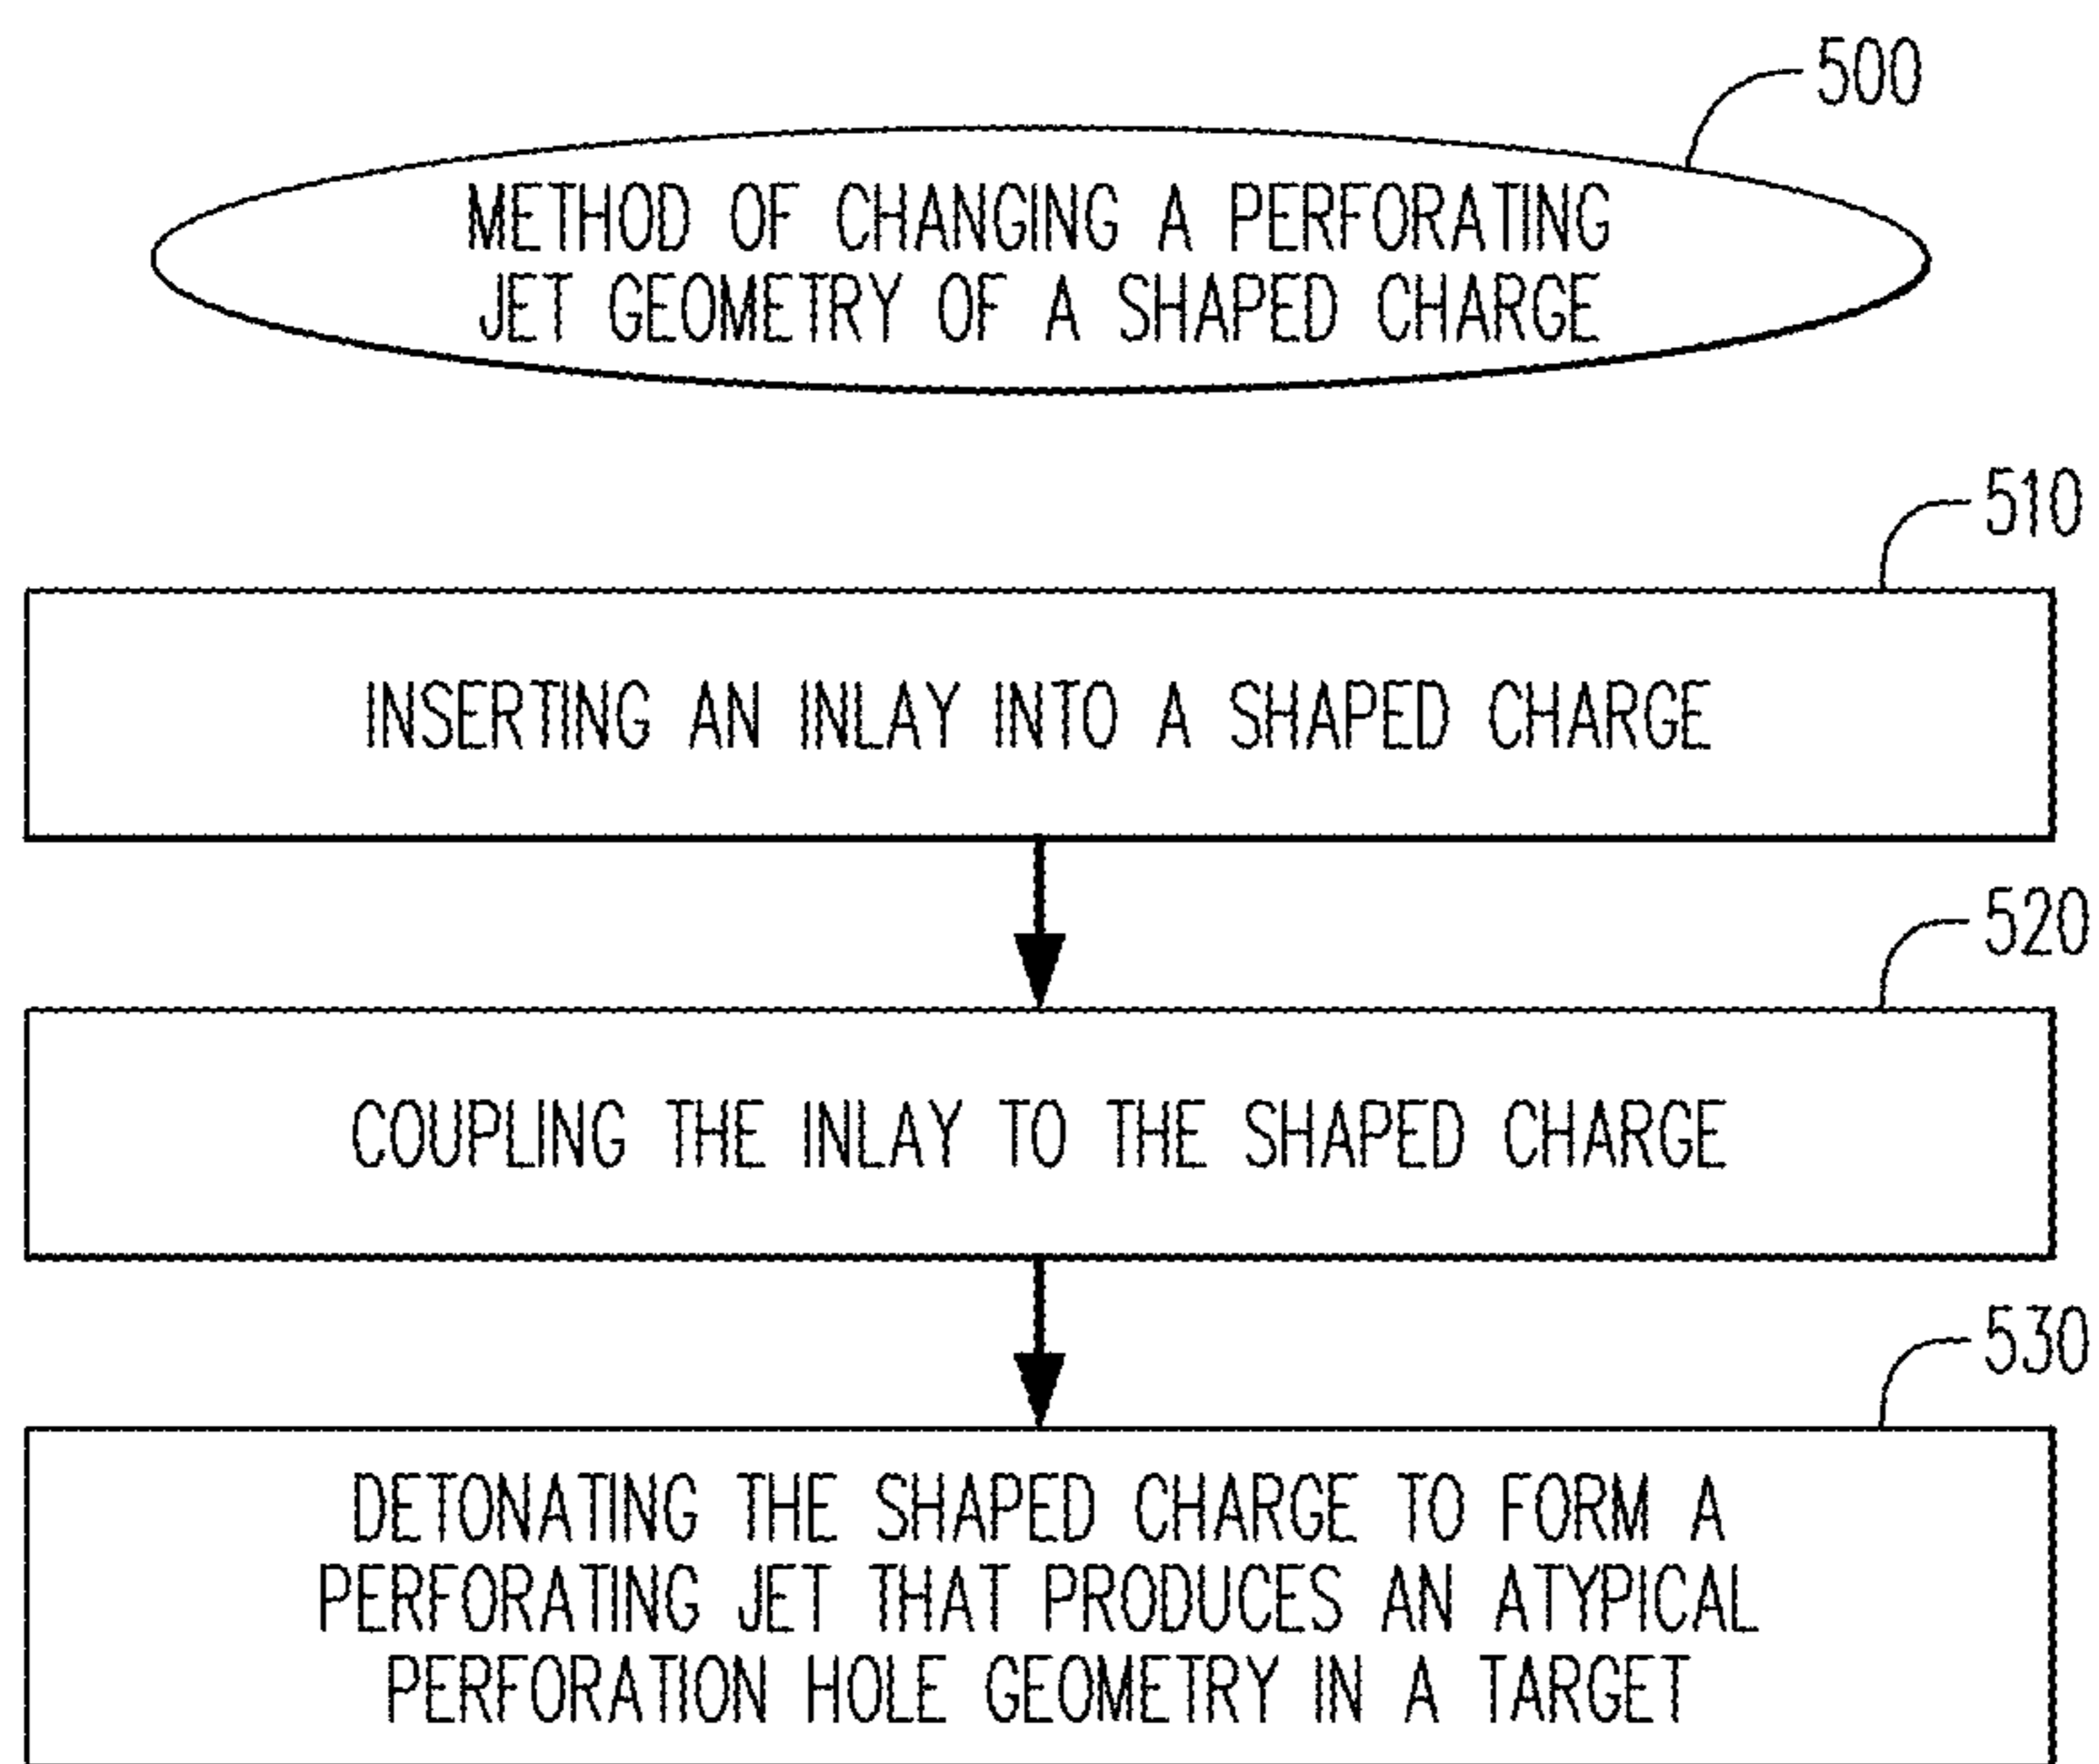 500
METHOD OF CHANGING A PERFORATING
JET GEOMETRY OF A SHAPED CHARGE
510
INSERTING AN INLAY INTO A SHAPED CHARGE
520
COUPLING THE INLAY TO THE SHAPED CHARGE
530
DETONATING THE SHAPED CHARGE TO FORM A
PERFORATING JET THAT PRODUCES AN ATYPICAL
PERFORATION HOLE GEOMETRY IN A TARGET